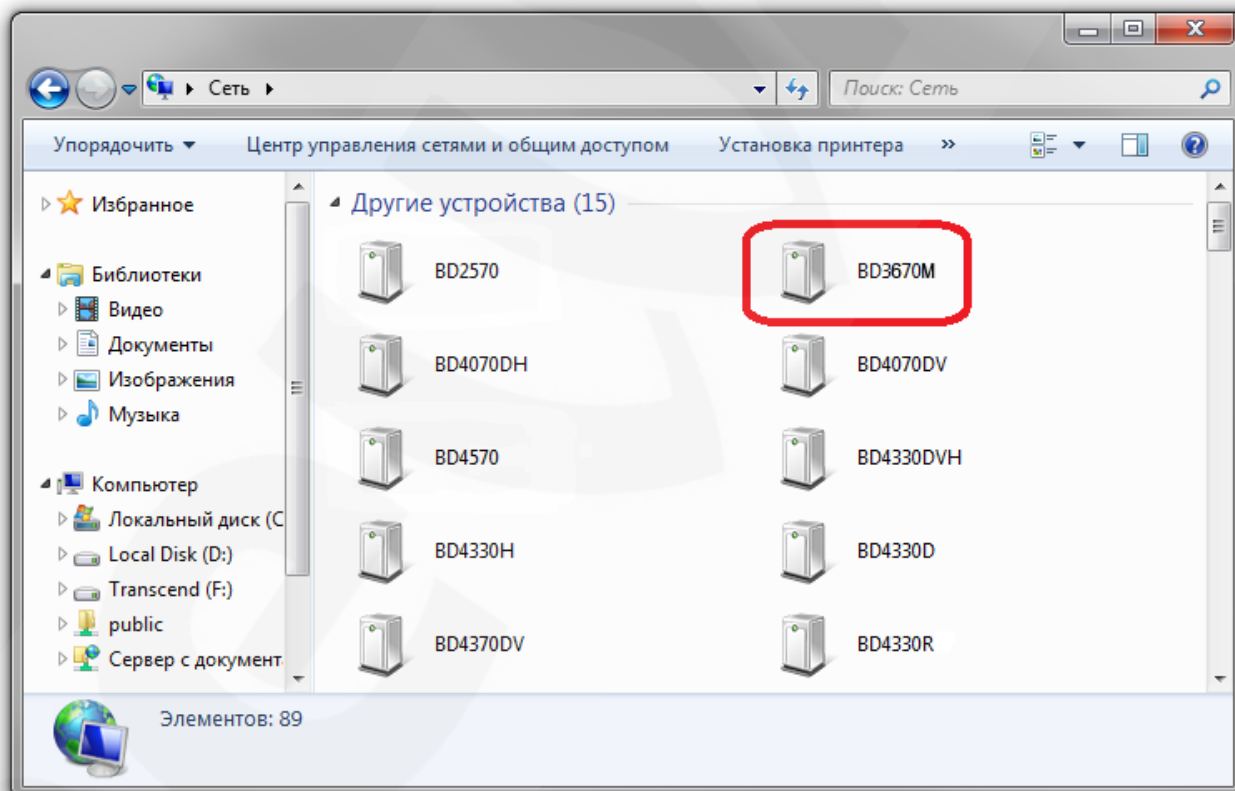 Сеть
Поиск: Сеть
Упорядочить
Центр управления сетями и общим доступом
Установка принтера
»
Избранное
Библиотеки
Видео
Документы
Изображения
Музыка
Компьютер
Локальный диск (C
Local Disk (D:)
Transcend (F:)
public
Сервер с документ
Другие устройства (15)
BD2570
BD3670M
BD4070DH
BD4070DV
BD4570
BD4330DVH
BD4330H
BD4330D
BD4370DV
BD4330R
Элементов: 89